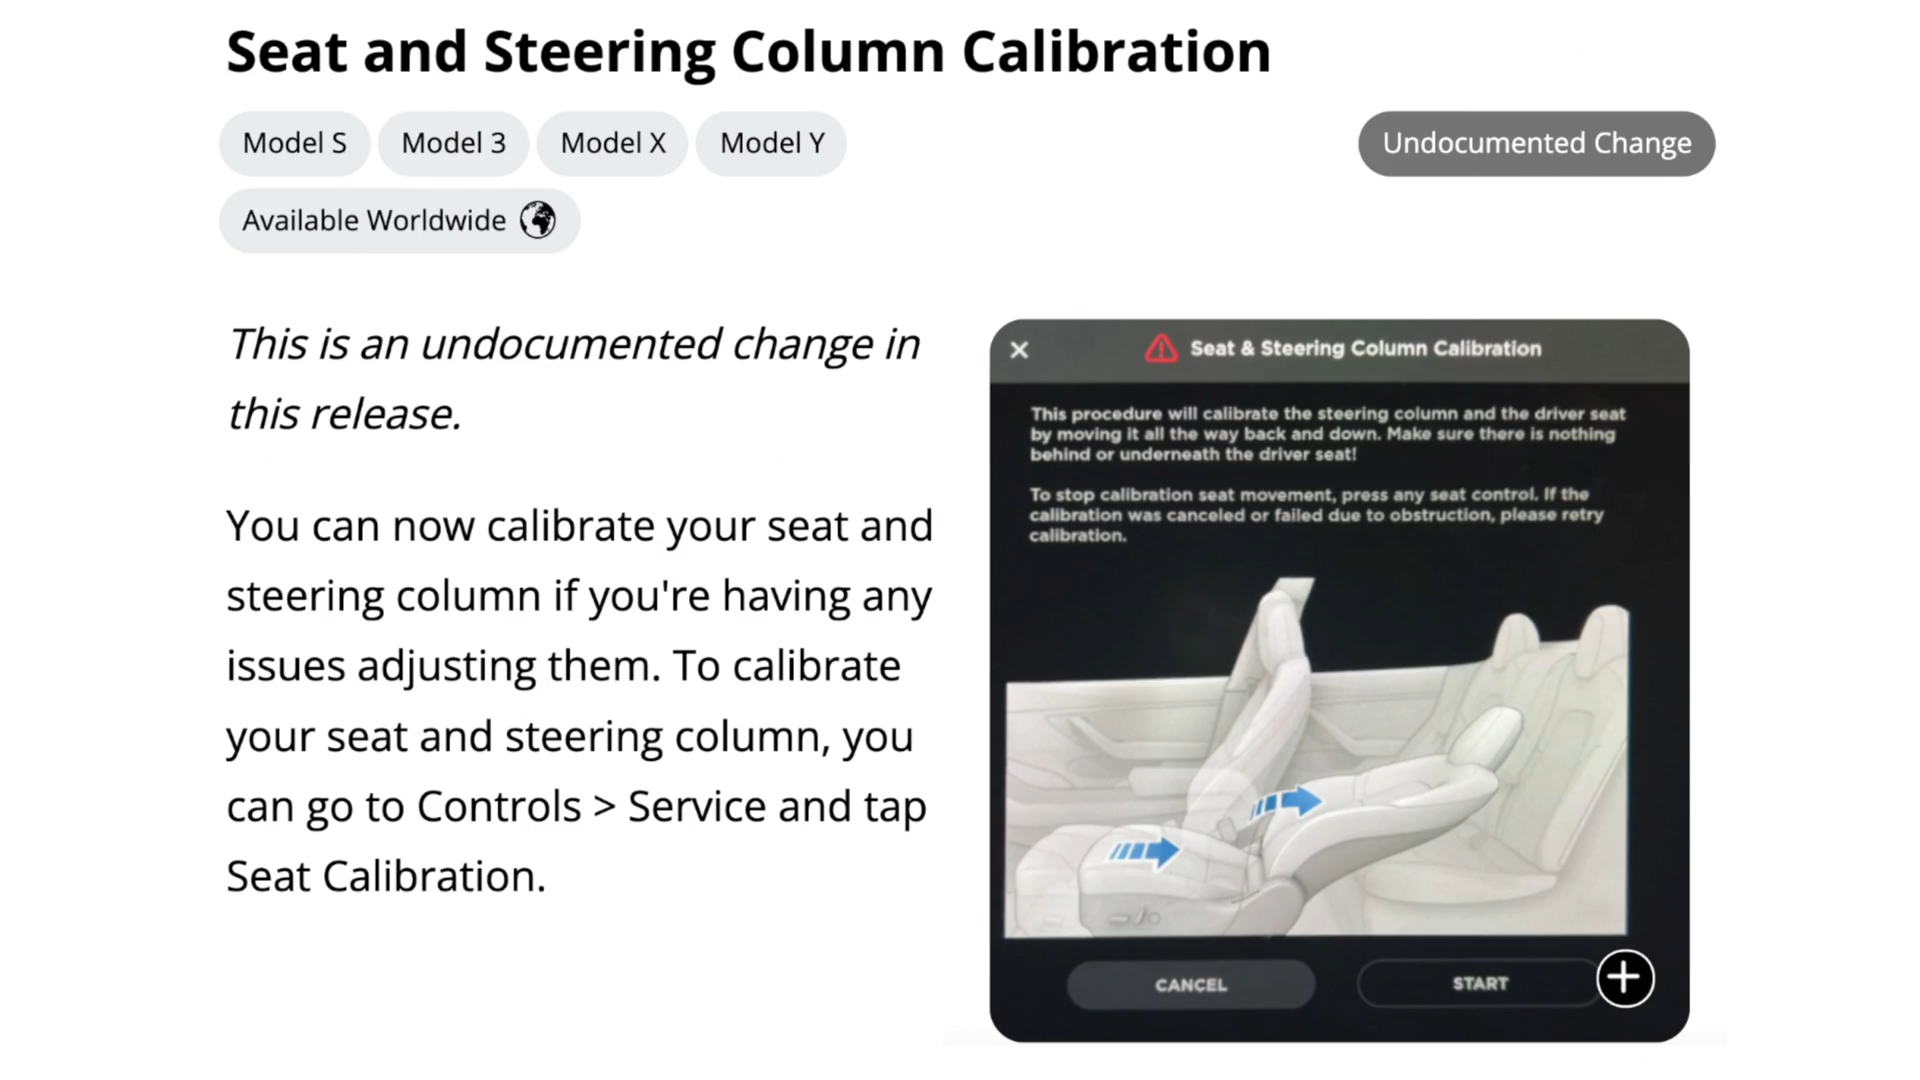 Seat and Steering Column Calibration
Model S Model 3 Model X Model Y
Undocumented Change
Available Worldwide
This is an undocumented change in
this release.
You can now calibrate your seat and
steering column if you're having any
issues adjusting them. To calibrate
your seat and steering column, you
can go to Controls > Service and tap
Seat Calibration.
Seat & Steering Column Calibration
This procedure will calibrate the steering column and the driver seat
by moving it all the way back and down. Make sure there is nothing
behind or underneath the driver seat!
To stop calibration seat movement, press any seat control. If the
calibration was canceled or failed due to obstruction, please retry
calibration.
CANCEL
START